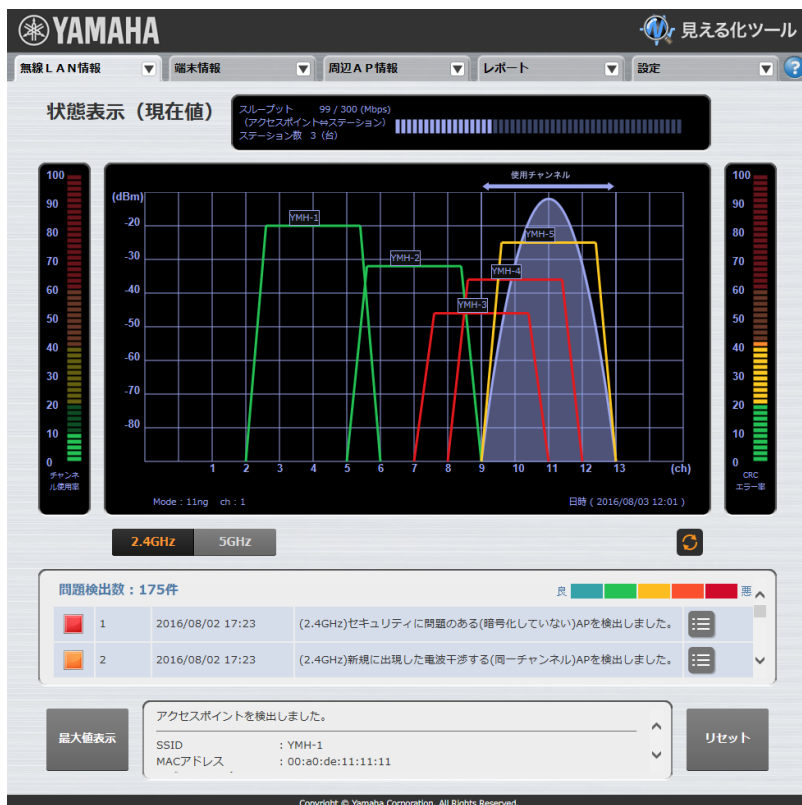 YAMAHA
見える化ツール
無線LAN情報
端末情報
周辺AP情報
レポート
設定
?
状態表示（現在値）
スループット 99 / 300 (Mbps)
（アクセスポイント⇔ステーション）
ステーション数 3（台）
100
90
80
70
60
50
40
30
20
10
0
チャンネ
ル使用率
使用チャンネル
(dBm)
-20
-30
-40
-50
-60
-70
-80
YMH-1
YMH-2
YMH-3
YMH-4
YMH-5
1 2 3 4 5 6 7 8 9 10 11 12 13 (ch)
Mode : 11ng ch : 1
日時 ( 2016/08/03 12:01 )
100
90
80
70
60
50
40
30
20
10
0
CRC
エラー率
2.4GHz
5GHz
問題検出数 : 175件
良
悪
1 2016/08/02 17:23 (2.4GHz)セキュリティに問題のある(暗号化していない)APを検出しました。
2 2016/08/02 17:23 (2.4GHz)新規に出現した電波干渉する(同一チャンネル)APを検出しました。
最大値表示
アクセスポイントを検出しました。
SSID : YMH-1
MACアドレス : 00:a0:de:11:11:11
リセット
Copyright © Yamaha Corporation. All Rights Reserved.